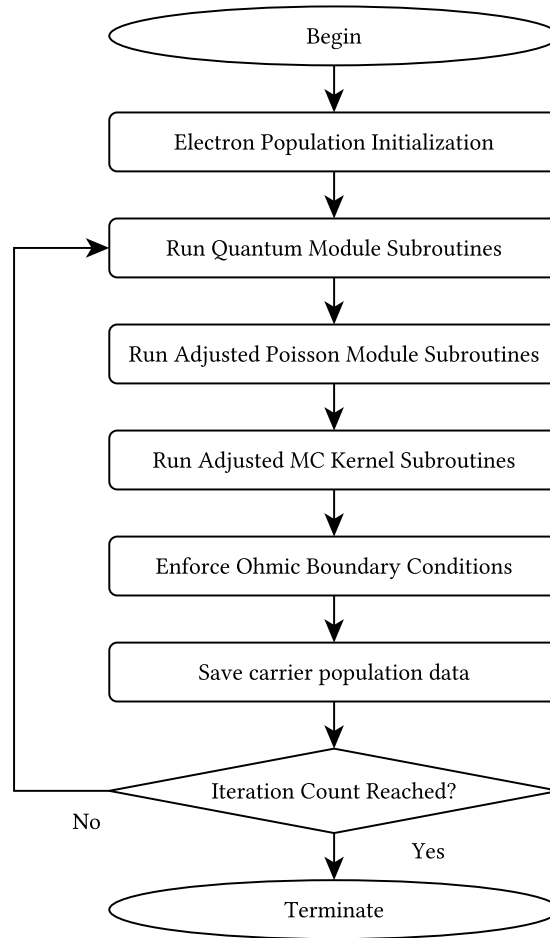 Begin
Electron Population Initialization
Run Quantum Module Subroutines
Run Adjusted Poisson Module Subroutines
Run Adjusted MC Kernel Subroutines
Enforce Ohmic Boundary Conditions
Save carrier population data
Iteration Count Reached?
No
Yes
Terminate